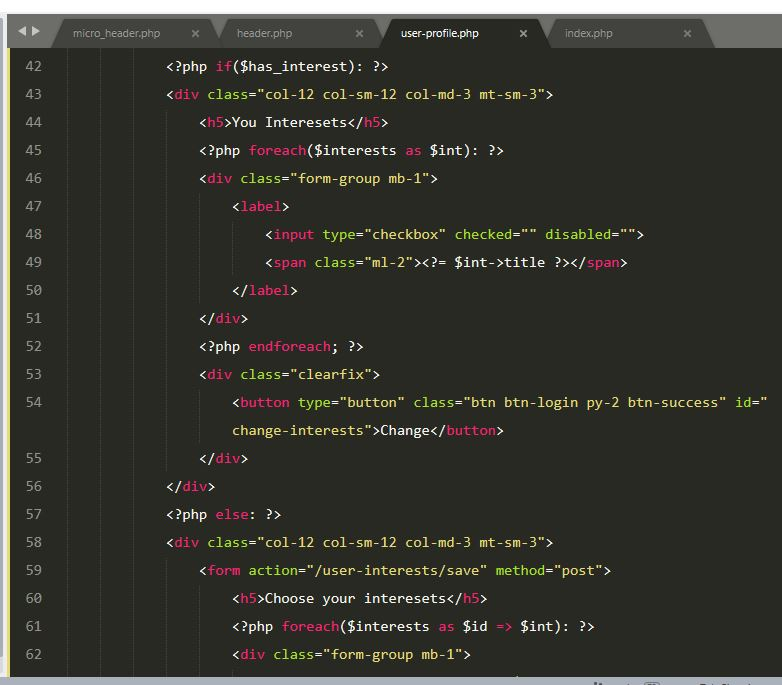 micro_header.php × header.php × user-profile.php × index.php ×
42 <?php if($has_interest): ?>
43 <div class="col-12 col-sm-12 col-md-3 mt-sm-3">
44 <h5>You Interesets</h5>
45 <?php foreach($interests as $int): ?>
46 <div class="form-group mb-1">
47 <label>
48 <input type="checkbox" checked="" disabled="">
49 <span class="ml-2"><?= $int->title ?></span>
50 </label>
51 </div>
52 <?php endforeach; ?>
53 <div class="clearfix">
54 <button type="button" class="btn btn-login py-2 btn-success" id="
change-interests">Change</button>
55 </div>
56 </div>
57 <?php else: ?>
58 <div class="col-12 col-sm-12 col-md-3 mt-sm-3">
59 <form action="/user-interests/save" method="post">
60 <h5>Choose your interesets</h5>
61 <?php foreach($interests as $id => $int): ?>
62 <div class="form-group mb-1">